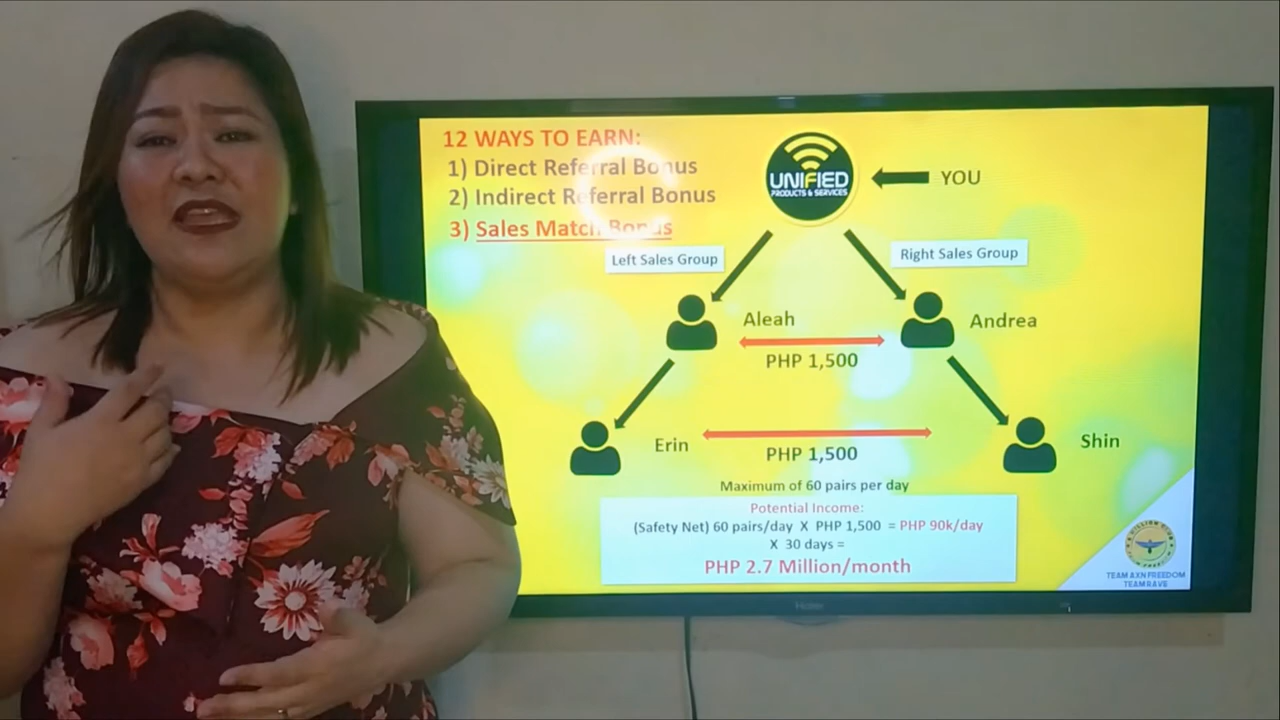 12 WAYS TO EARN:
1) Direct Referral Bonus
2) Indirect Referral Bonus
3) Sales Match Bonus
UNIFIED
PRODUCTS & SERVICES
YOU
Left Sales Group
Right Sales Group
Aleah
Andrea
PHP 1,500
Erin
Shin
PHP 1,500
Maximum of 60 pairs per day
Potential Income:
(Safety Net) 60 pairs/day X PHP 1,500 = PHP 90k/day
X 30 days =
PHP 2.7 Million/month
TEAM AXN FREEDOM
TEAM RAVE
Haier